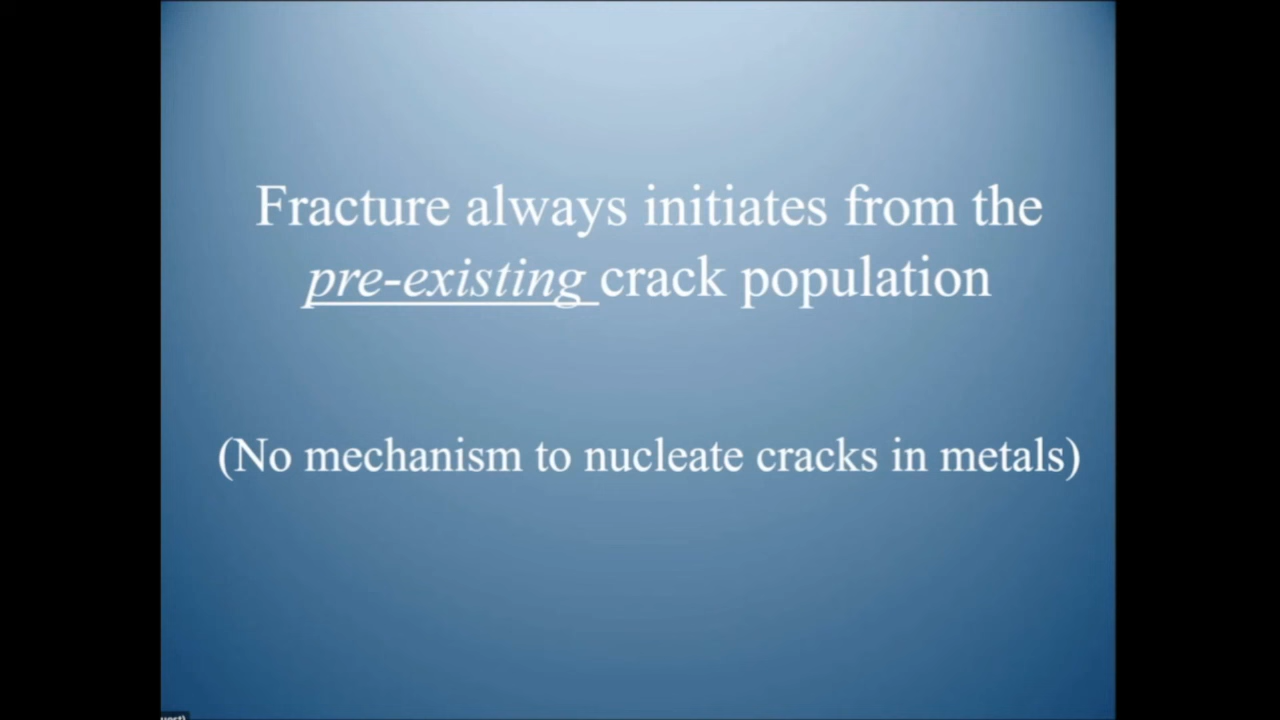 Fracture always initiates from the
pre-existing crack population
(No mechanism to nucleate cracks in metals)